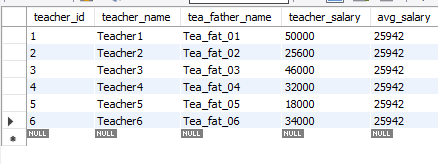 teacher_id teacher_name tea_father_name teacher_salary avg_salary
1 Teacher1 Tea_fat_01 50000 25942
2 Teacher2 Tea_fat_02 25600 25942
3 Teacher3 Tea_fat_03 46000 25942
4 Teacher4 Tea_fat_04 32000 25942
5 Teacher5 Tea_fat_05 18000 25942
6 Teacher6 Tea_fat_06 34000 25942
NULL NULL NULL NULL NULL